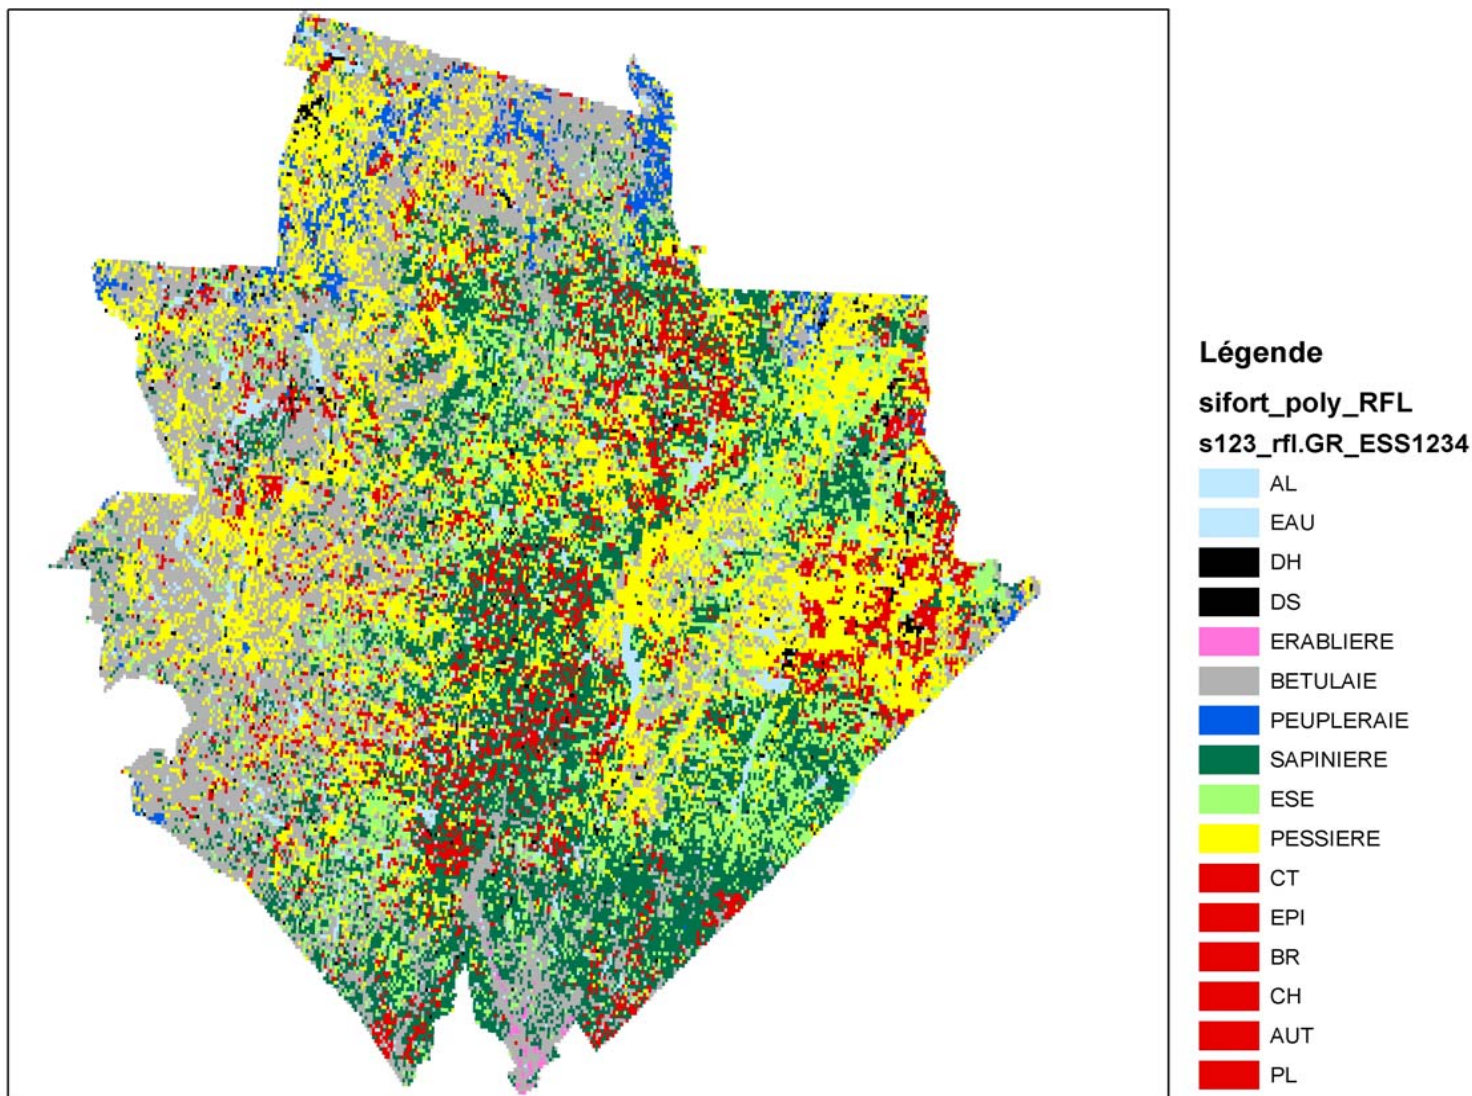 Légende
sifort_poly_RFL
s123_rfl.GR_ESS1234
AL
EAU
DH
DS
ERABLIERE
BETULAIE
PEUPLERAIE
SAPINIERE
ESE
PESSIERE
CT
EPI
BR
CH
AUT
PL